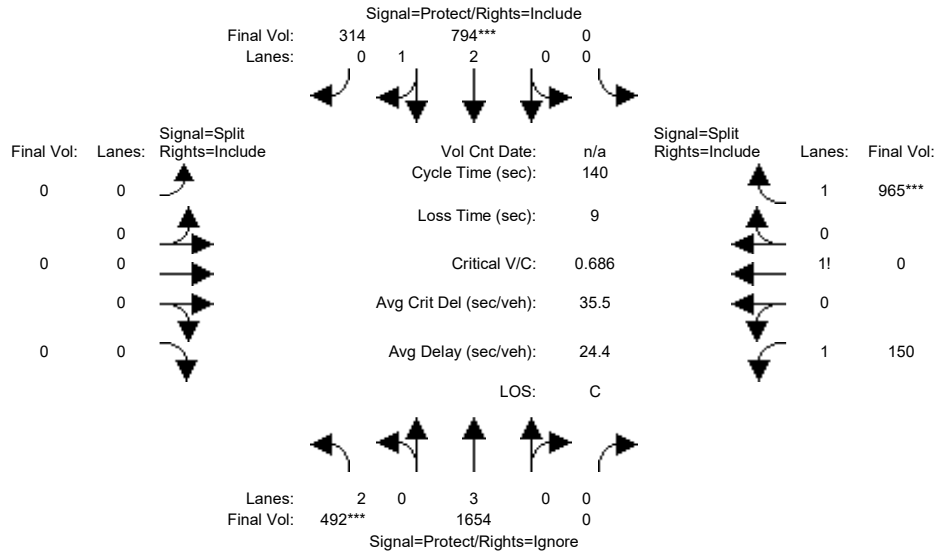 Signal=Protect/Rights=Include
Final Vol: 314 794*** 0
Lanes: 0 1 2 0 0
Signal=Split
Final Vol: Lanes: Rights=Include
Vol Cnt Date: n/a
Signal=Split
Rights=Include Lanes: Final Vol:
Cycle Time (sec): 140
0 0
1 965***
Loss Time (sec): 9
0
0
0 0
Critical V/C: 0.686
1! 0
0
Avg Crit Del (sec/veh): 35.5
0
0 0
Avg Delay (sec/veh): 24.4
1 150
LOS: C
Lanes: 2 0 3 0 0
Final Vol: 492*** 1654 0
Signal=Protect/Rights=Ignore